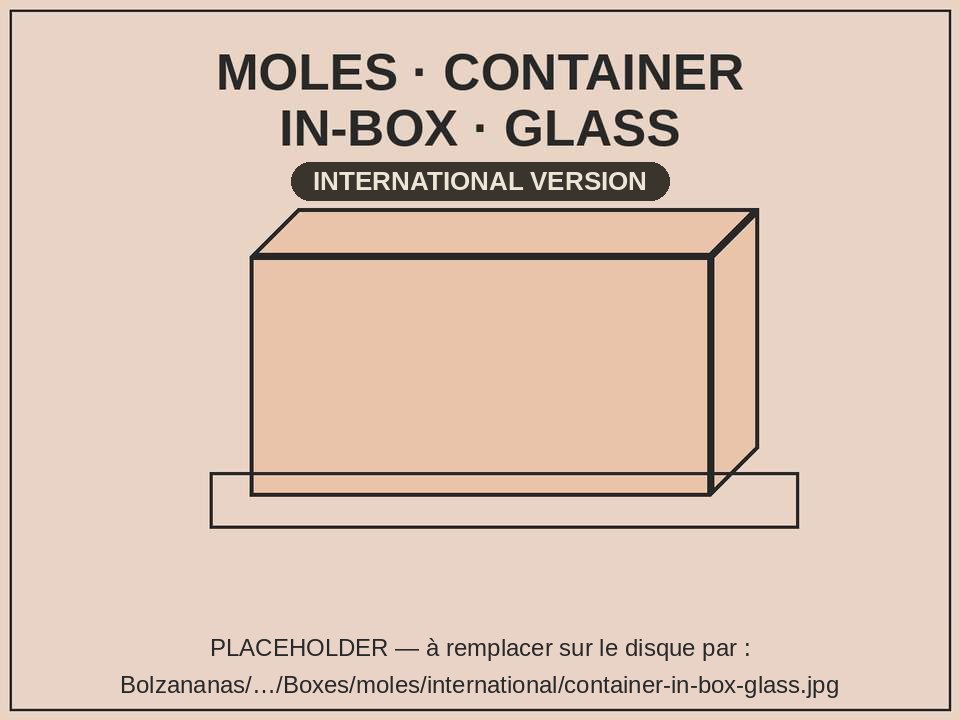 MOLES · CONTAINER
IN-BOX · GLASS
INTERNATIONAL VERSION
PLACEHOLDER — à remplacer sur le disque par :
Bolzananas/…/Boxes/moles/international/container-in-box-glass.jpg